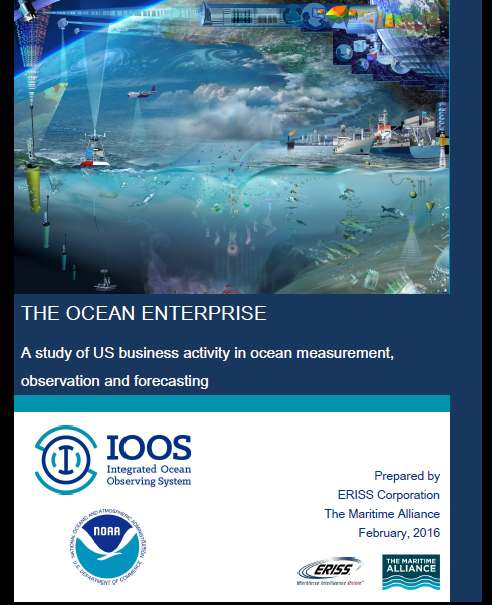 THE OCEAN ENTERPRISE
A study of US business activity in ocean measurement,
observation and forecasting
IOOS
Integrated Ocean
Observing System
Prepared by
ERISS Corporation
The Maritime Alliance
February, 2016
NATIONAL OCEANIC AND ATMOSPHERIC ADMINISTRATION
NOAA
U.S. DEPARTMENT OF COMMERCE
ERISS
Workforce Intelligence Online™
THE MARITIME
ALLIANCE